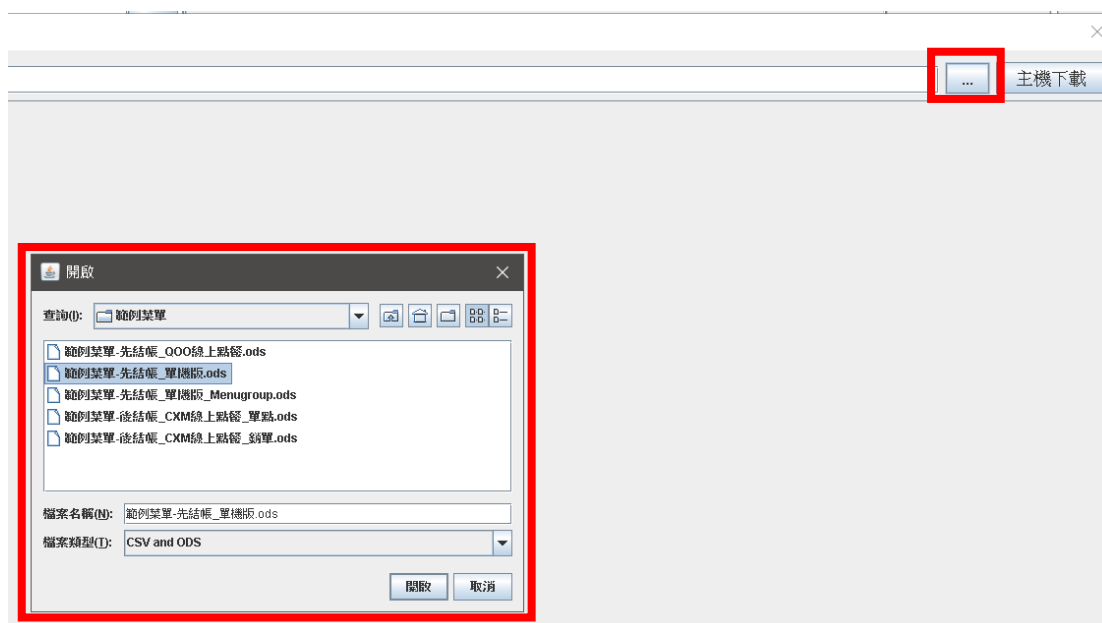 ... 主機下載
開啟
查詢(I): 範例菜單
範例菜單-先結帳_QOO線上點餐.ods
範例菜單-先結帳_單機版.ods
範例菜單-先結帳_單機版_Menugroup.ods
範例菜單-後結帳_CXM線上點餐_單點.ods
範例菜單-後結帳_CXM線上點餐_銷單.ods
檔案名稱(N): 範例菜單-先結帳_單機版.ods
檔案類型(T): CSV and ODS
開啟 取消